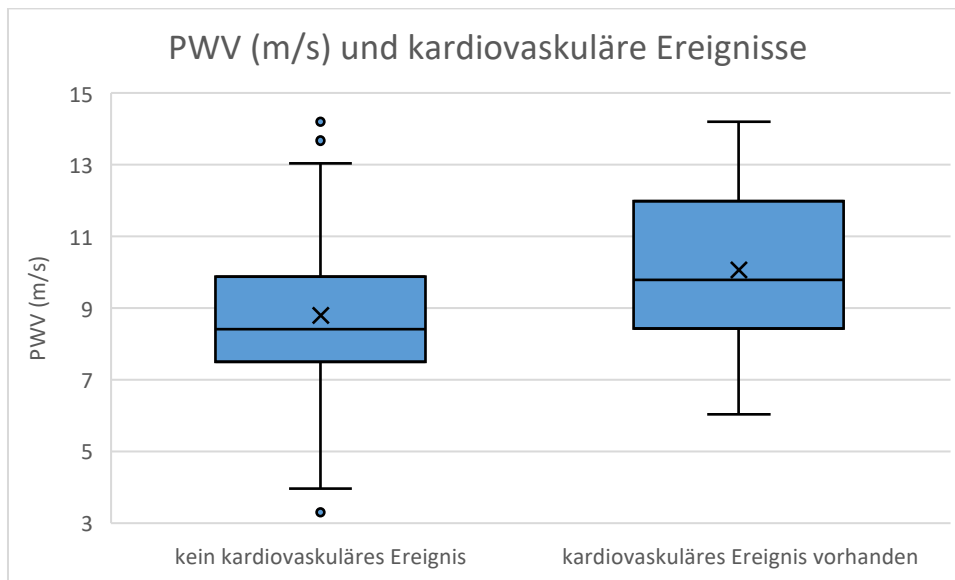 PWV (m/s) und kardiovaskuläre Ereignisse
15
13
11
9
7
5
3
PWV (m/s)
kein kardiovaskuläres Ereignis
kardiovaskuläres Ereignis vorhanden